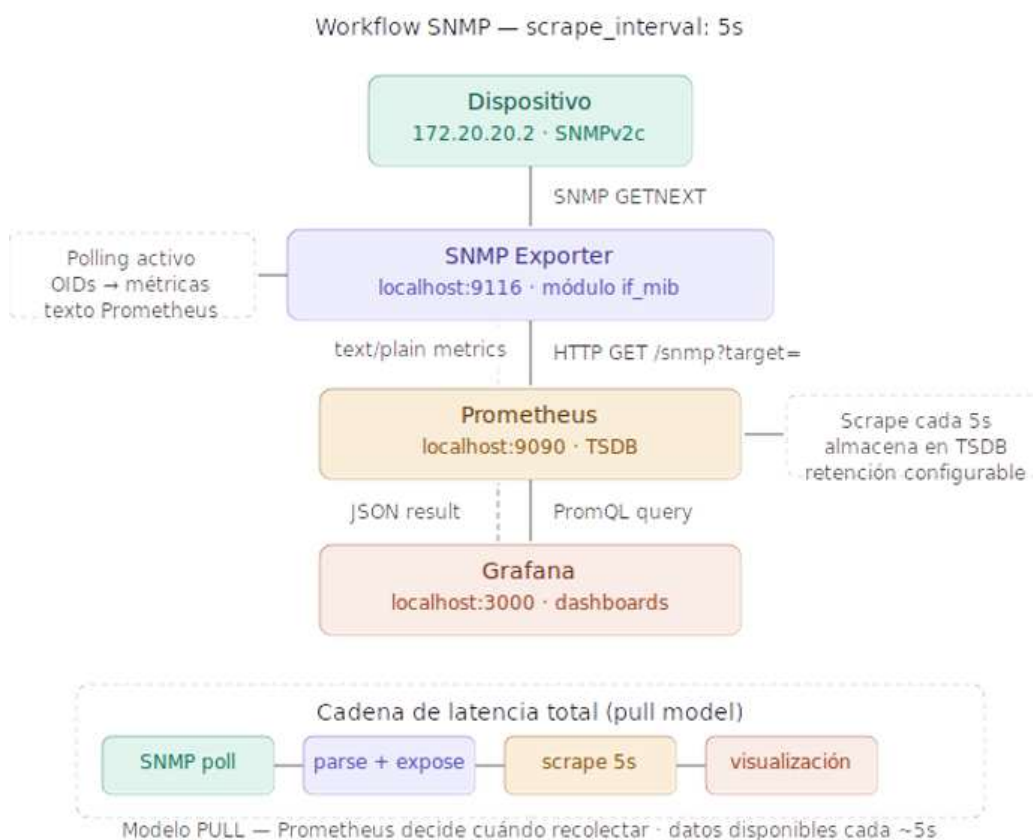 Workflow SNMP — scrape_interval: 5s
Dispositivo
172.20.20.2 · SNMPv2c
SNMP GETNEXT
Polling activo
OIDs → métricas
texto Prometheus
SNMP Exporter
localhost:9116 · módulo if_mib
text/plain metrics
HTTP GET /snmp?target=
Prometheus
localhost:9090 · TSDB
Scrape cada 5s
almacena en TSDB
retención configurable
JSON result
PromQL query
Grafana
localhost:3000 · dashboards
Cadena de latencia total (pull model)
SNMP poll
parse + expose
scrape 5s
visualización
Modelo PULL — Prometheus decide cuándo recolectar · datos disponibles cada ~5s